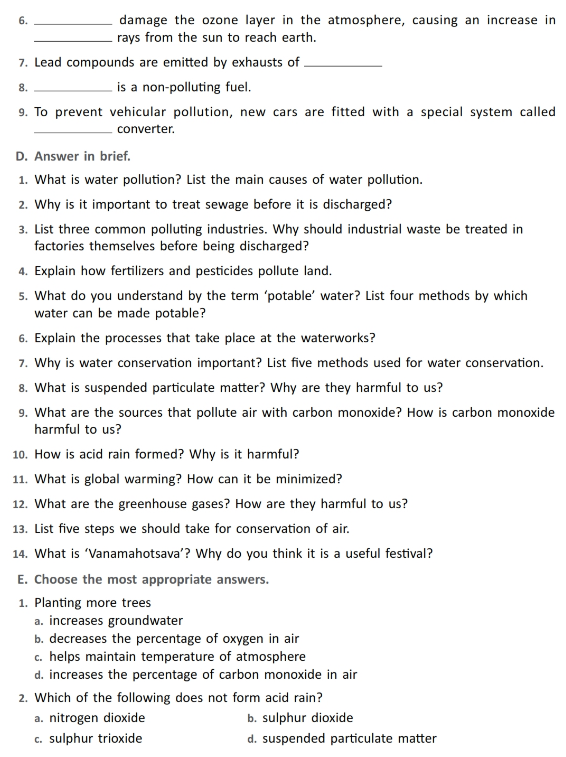 6. ____________ damage the ozone layer in the atmosphere, causing an increase in
____________ rays from the sun to reach earth.
7. Lead compounds are emitted by exhausts of ____________
8. ____________ is a non-polluting fuel.
9. To prevent vehicular pollution, new cars are fitted with a special system called
____________ converter.
D. Answer in brief.
1. What is water pollution? List the main causes of water pollution.
2. Why is it important to treat sewage before it is discharged?
3. List three common polluting industries. Why should industrial waste be treated in
factories themselves before being discharged?
4. Explain how fertilizers and pesticides pollute land.
5. What do you understand by the term ‘potable’ water? List four methods by which
water can be made potable?
6. Explain the processes that take place at the waterworks?
7. Why is water conservation important? List five methods used for water conservation.
8. What is suspended particulate matter? Why are they harmful to us?
9. What are the sources that pollute air with carbon monoxide? How is carbon monoxide
harmful to us?
10. How is acid rain formed? Why is it harmful?
11. What is global warming? How can it be minimized?
12. What are the greenhouse gases? How are they harmful to us?
13. List five steps we should take for conservation of air.
14. What is ‘Vanamahotsava’? Why do you think it is a useful festival?
E. Choose the most appropriate answers.
1. Planting more trees
a. increases groundwater
b. decreases the percentage of oxygen in air
c. helps maintain temperature of atmosphere
d. increases the percentage of carbon monoxide in air
2. Which of the following does not form acid rain?
a. nitrogen dioxide b. sulphur dioxide
c. sulphur trioxide d. suspended particulate matter